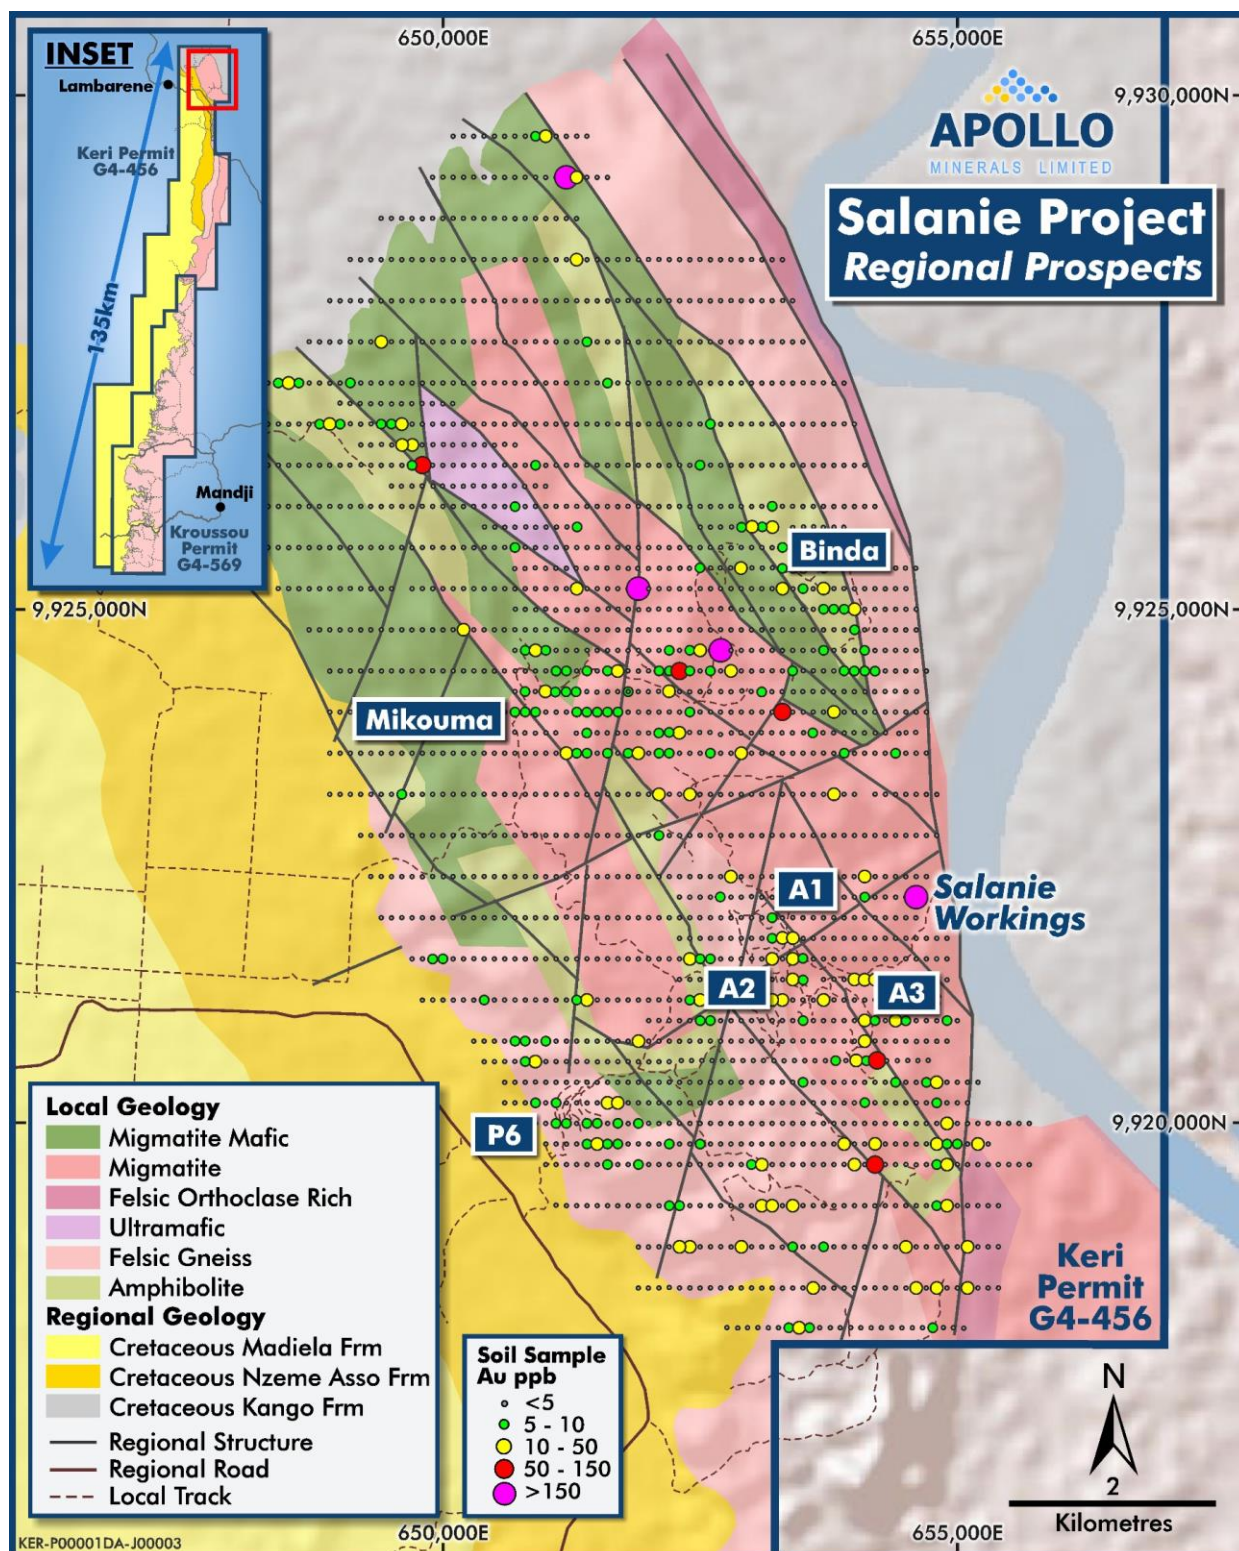 650,000E
655,000E
INSET
Lambarene
Keri Permit
G4-456
135km
Mandji
Kroussou
Permit
G4-569
9,930,000N
APOLLO
MINERALS LIMITED
Salanie Project
Regional Prospects
Binda
9,925,000N
9,925,000N
Mikouma
A1
Salanie
Workings
A2
A3
P6
9,920,000N
Keri
Permit
G4-456
Local Geology
Migmatite Mafic
Migmatite
Felsic Orthoclase Rich
Ultramafic
Felsic Gneiss
Amphibolite
Regional Geology
Cretaceous Madiela Frm
Cretaceous Nzeme Asso Frm
Cretaceous Kango Frm
Regional Structure
Regional Road
Local Track
Soil Sample
Au ppb
<5
5 - 10
10 - 50
50 - 150
>150
N
2
Kilometres
650,000E
655,000E
KER-P00001DA-J00003